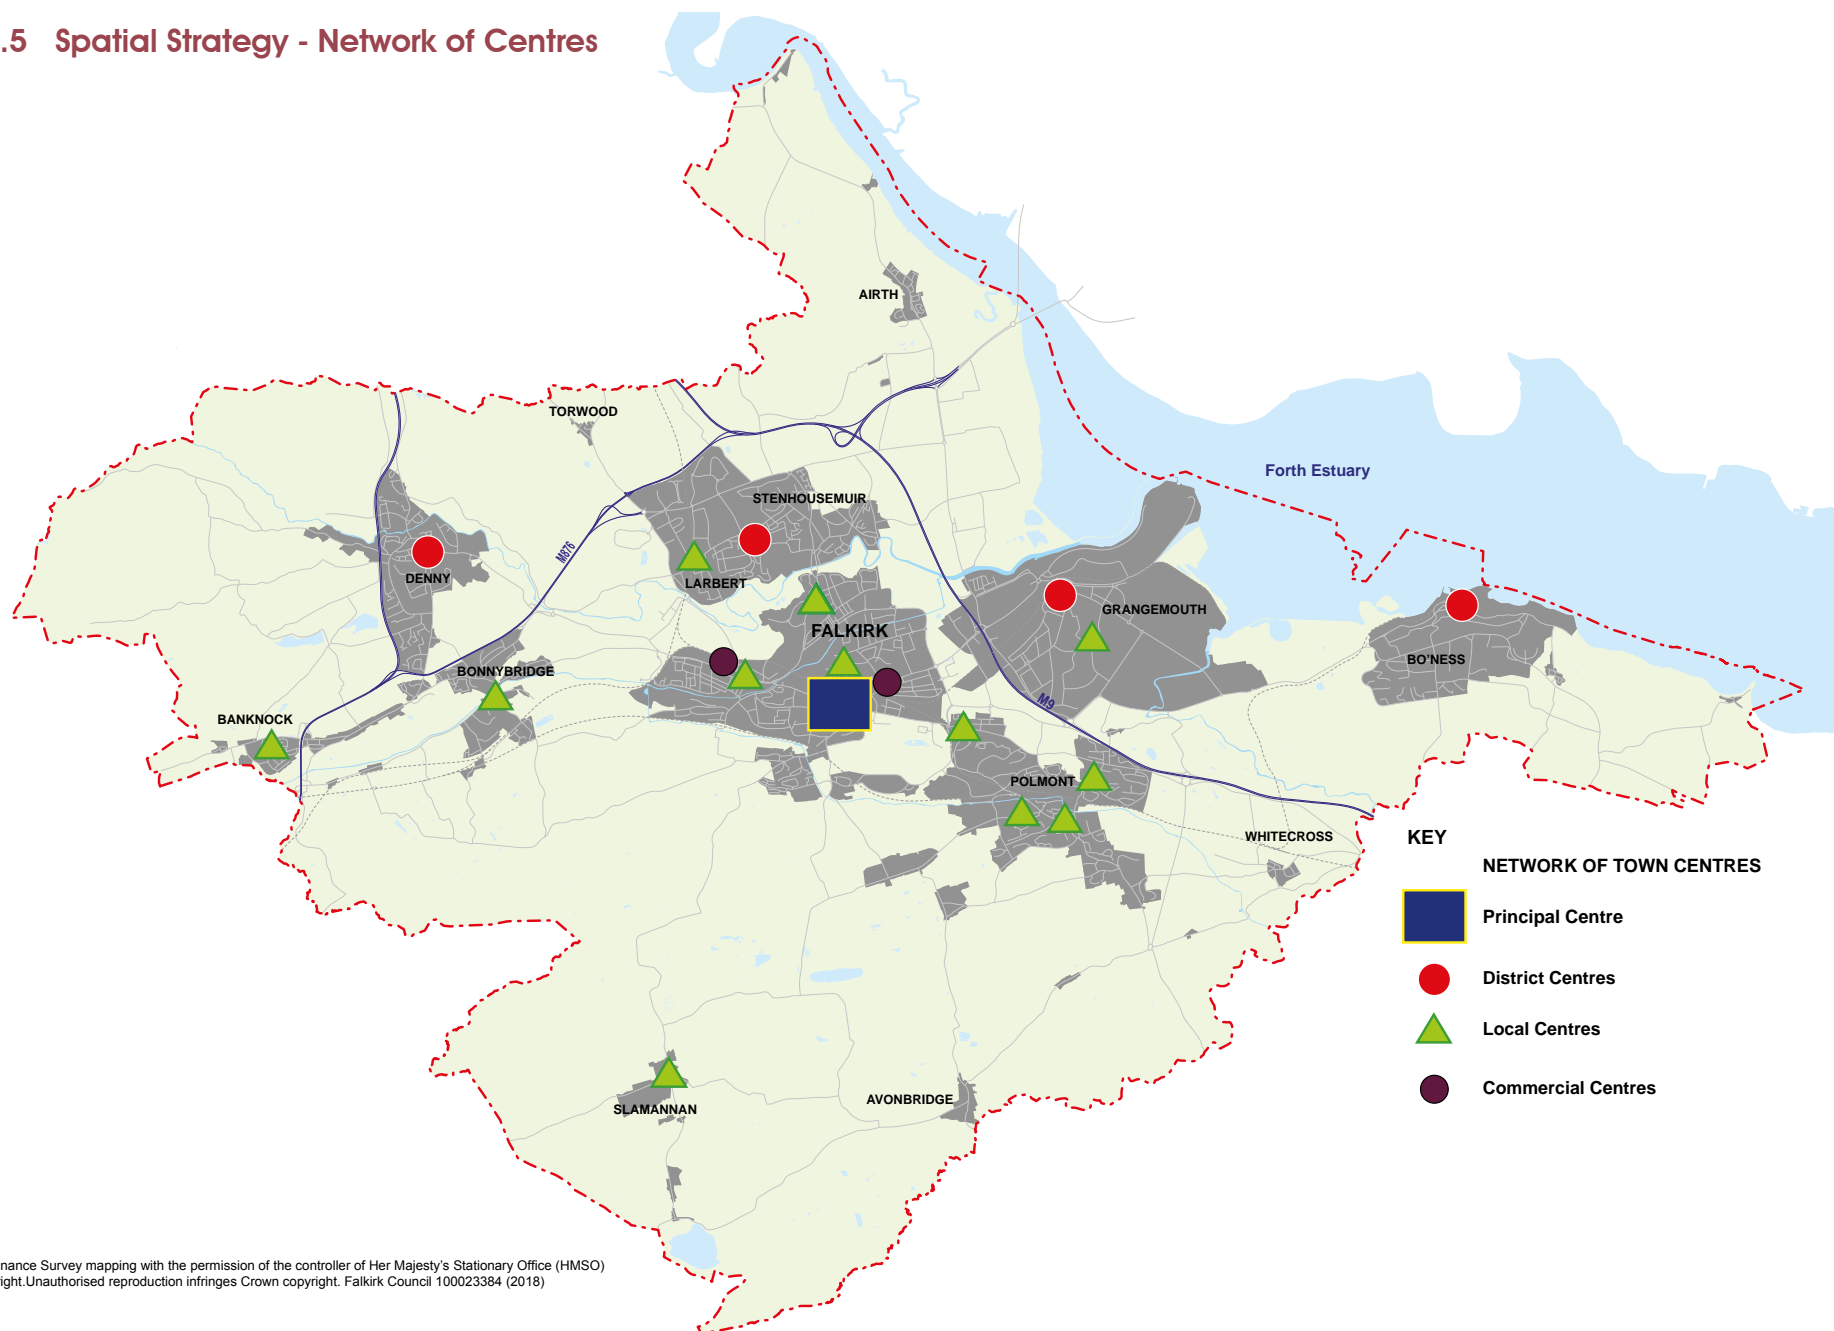 .5 Spatial Strategy - Network of Centres
AIRTH
TORWOOD
Forth Estuary
STENHOUSEMUIR
M876
DENNY
LARBERT
GRANGEMOUTH
FALKIRK
BO'NESS
BONNYBRIDGE
M9
BANKNOCK
POLMONT
WHITECROSS
KEY
NETWORK OF TOWN CENTRES
Principal Centre
District Centres
Local Centres
Commercial Centres
AVONBRIDGE
SLAMANNAN
nance Survey mapping with the permission of the controller of Her Majesty's Stationary Office (HMSO)
ight.Unauthorised reproduction infringes Crown copyright. Falkirk Council 100023384 (2018)